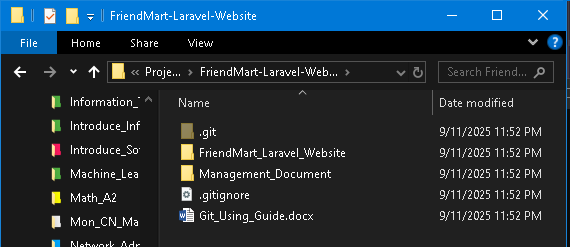 FriendMart-Laravel-Website
File Home Share View
Proje... FriendMart-Laravel-Web... Search Friend...
Name Date modified
Information_
Introduce_Inf
Introduce_So
Machine_Lea
Math_A2
Mon_CN_Ma
Network_Adm
.git 9/11/2025 11:52 PM
FriendMart_Laravel_Website 9/11/2025 11:52 PM
Management_Document 9/11/2025 11:52 PM
.gitignore 9/11/2025 11:52 PM
Git_Using_Guide.docx 9/11/2025 11:52 PM